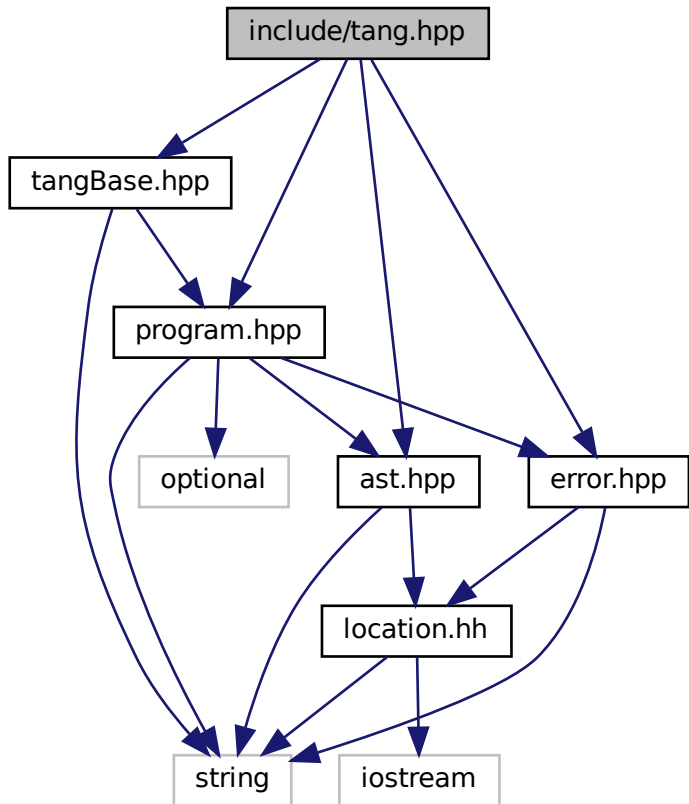 include/tang.hpp
tangBase.hpp
program.hpp
optional
ast.hpp
error.hpp
location.hh
string
iostream